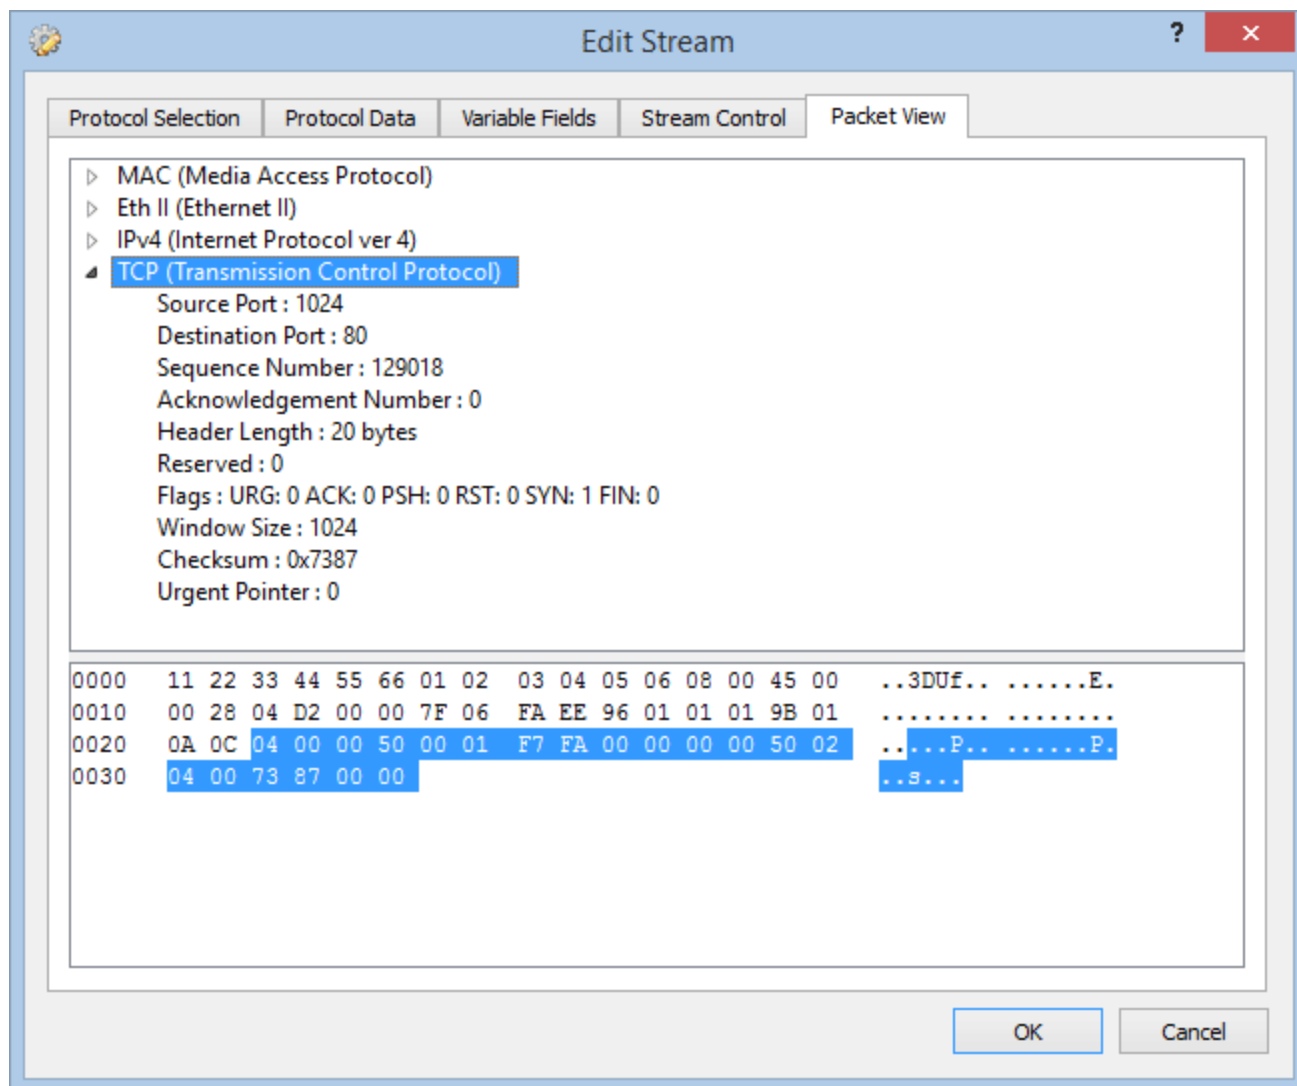 Edit Stream
?
Protocol Selection Protocol Data Variable Fields Stream Control Packet View
MAC (Media Access Protocol)
Eth II (Ethernet II)
IPv4 (Internet Protocol ver 4)
TCP (Transmission Control Protocol)
Source Port : 1024
Destination Port : 80
Sequence Number : 129018
Acknowledgement Number : 0
Header Length : 20 bytes
Reserved : 0
Flags : URG: 0 ACK: 0 PSH: 0 RST: 0 SYN: 1 FIN: 0
Window Size : 1024
Checksum : 0x7387
Urgent Pointer : 0
0000 11 22 33 44 55 66 01 02 03 04 05 06 08 00 45 00 ..3DUf.. ......E.
0010 00 28 04 D2 00 00 7F 06 FA EE 96 01 01 01 9B 01 ........ ........
0020 0A 0C 04 00 00 50 00 01 F7 FA 00 00 00 00 50 02 .....P.. ......P.
0030 04 00 73 87 00 00 ..s...
OK Cancel